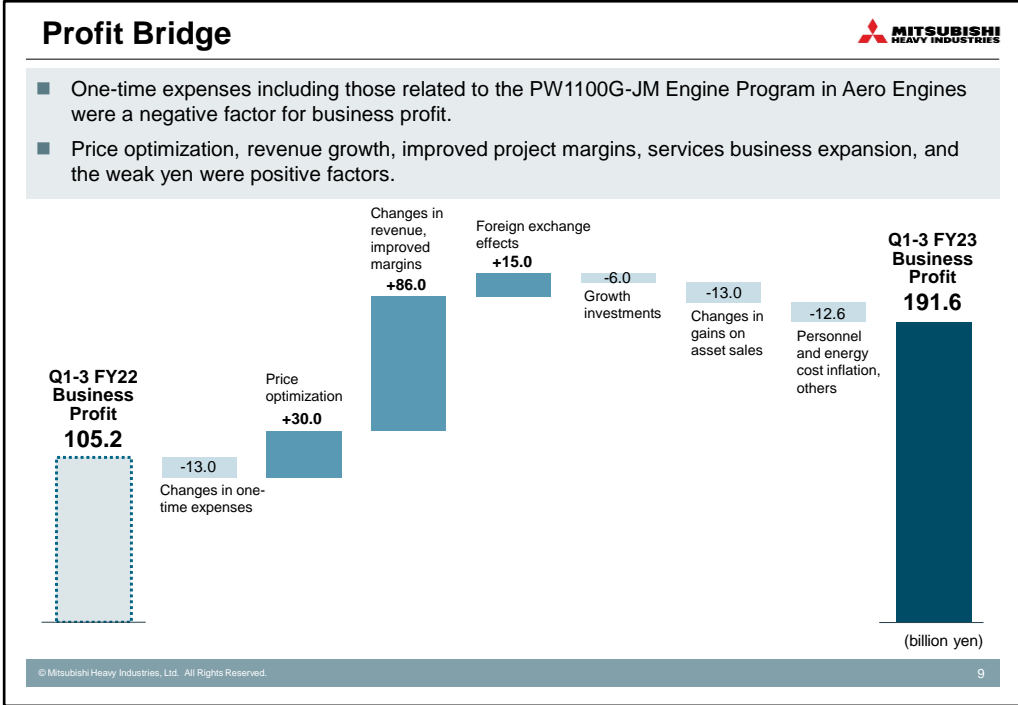 Profit Bridge
MITSUBISHI
HEAVY INDUSTRIES
■ One-time expenses including those related to the PW1100G-JM Engine Program in Aero Engines
were a negative factor for business profit.
■ Price optimization, revenue growth, improved project margins, services business expansion, and
the weak yen were positive factors.
Q1-3 FY22
Business
Profit
105.2
-13.0
Changes in one-
time expenses
Price
optimization
+30.0
Changes in
revenue,
improved
margins
+86.0
Foreign exchange
effects
+15.0
-6.0
Growth
investments
-13.0
Changes in
gains on
asset sales
-12.6
Personnel
and energy
cost inflation,
others
Q1-3 FY23
Business
Profit
191.6
(billion yen)
© Mitsubishi Heavy Industries, Ltd. All Rights Reserved.
9